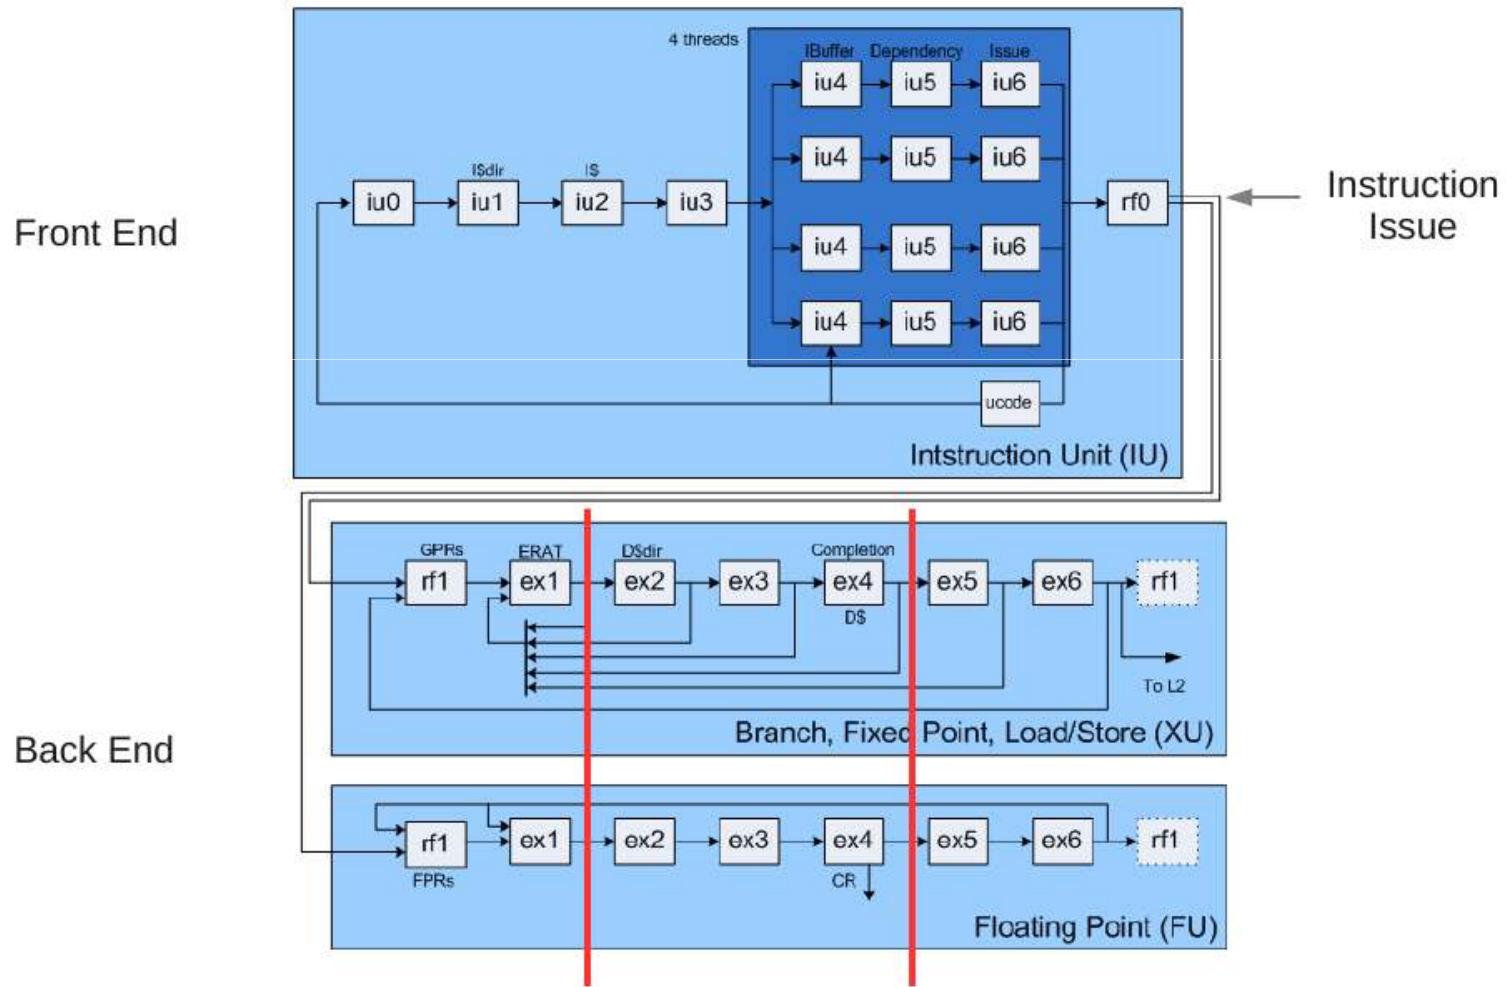 4 threads
IBuffer Dependency Issue
iu4 iu5 iu6
iu4 iu5 iu6
I$dir I$
iu0 iu1 iu2 iu3
rf0
Instruction
Issue
Front End
iu4 iu5 iu6
iu4 iu5 iu6
ucode
Intstruction Unit (IU)
GPRs ERAT D$dir Completion
rf1 ex1 ex2 ex3 ex4 ex5 ex6 rf1
D$
To L2
Branch, Fixed Point, Load/Store (XU)
Back End
rf1 ex1 ex2 ex3 ex4 ex5 ex6 rf1
FPRs CR
Floating Point (FU)